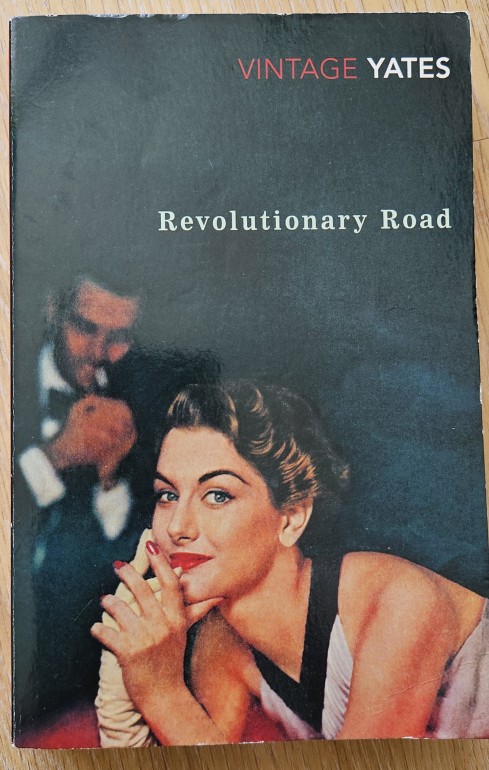 VINTAGE YATES
Revolutionary Road